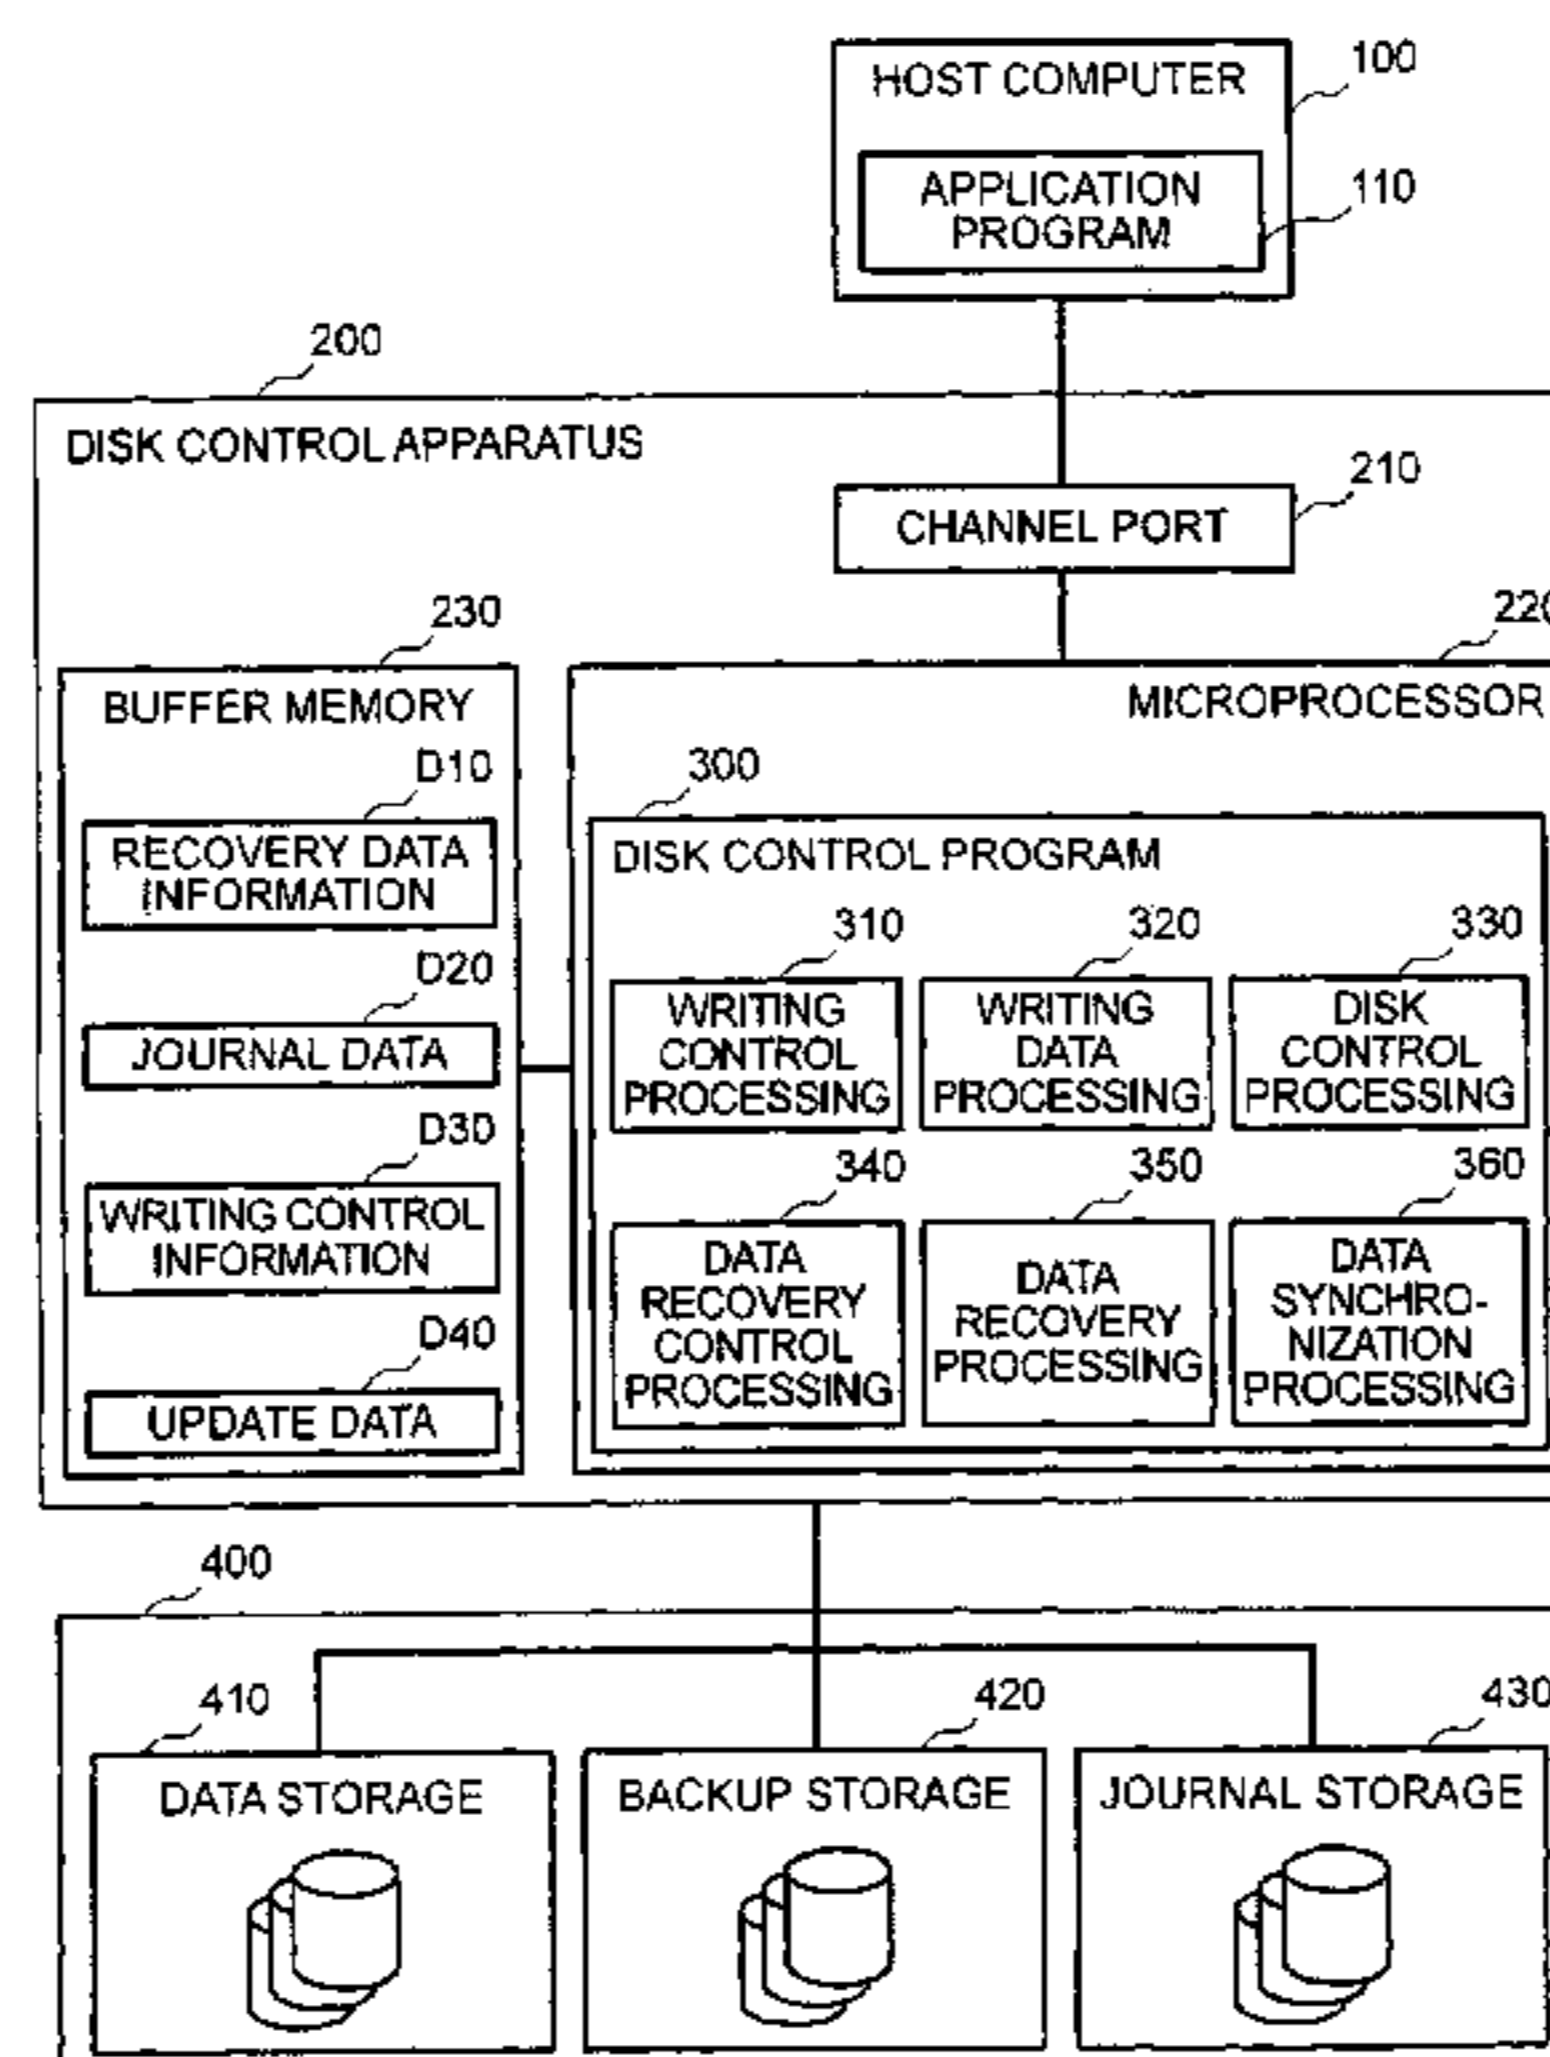 100
HOST COMPUTER
APPLICATION
PROGRAM
110
200
DISK CONTROL APPARATUS
210
CHANNEL PORT
220
230
MICROPROCESSOR
BUFFER MEMORY
D10
RECOVERY DATA
INFORMATION
D20
JOURNAL DATA
D30
WRITING CONTROL
INFORMATION
D40
UPDATE DATA
300
DISK CONTROL PROGRAM
310
WRITING
CONTROL
PROCESSING
320
WRITING
DATA
PROCESSING
330
DISK
CONTROL
PROCESSING
340
DATA
RECOVERY
CONTROL
PROCESSING
350
DATA
RECOVERY
PROCESSING
360
DATA
SYNCHRO-
NIZATION
PROCESSING
400
410
DATA STORAGE
420
BACKUP STORAGE
430
JOURNAL STORAGE